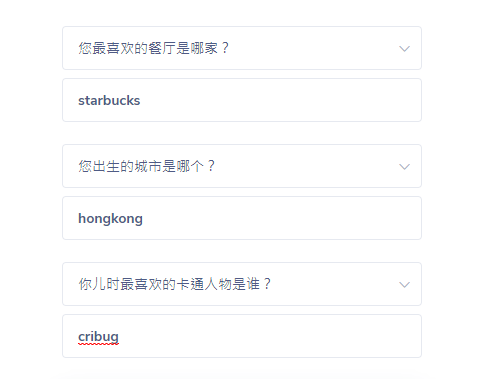 您最喜欢的餐厅是哪家？
starbucks
您出生的城市是哪个？
hongkong
你儿时最喜欢的卡通人物是谁？
cribug